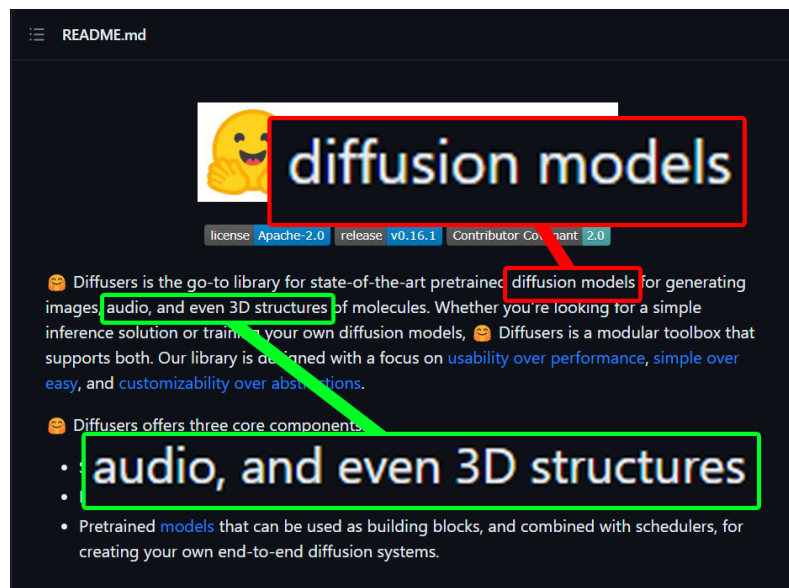 README.md
diffusion models
license Apache-2.0 release v0.16.1 Contributor 2.0
🤗 Diffusers is the go-to library for state-of-the-art pretrained diffusion models for generating
images, audio, and even 3D structures of molecules. Whether you're looking for a simple
inference solution or training your own diffusion models, 🤗 Diffusers is a modular toolbox that
supports both. Our library is designed with a focus on usability over performance, simple over
easy, and customizability over abstractions.
🤗 Diffusers offers three core components
audio, and even 3D structures
• Pretrained models that can be used as building blocks, and combined with schedulers, for
creating your own end-to-end diffusion systems.